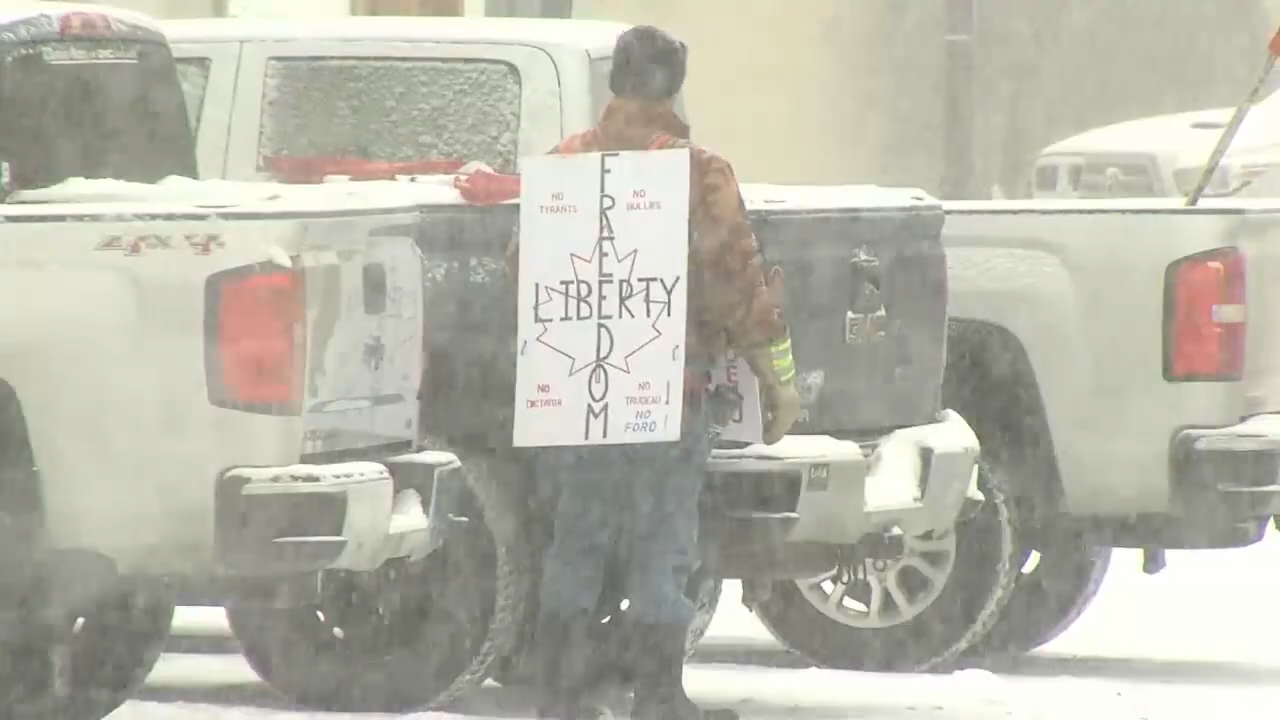 4X4
NO
TYRANTS
NO
BULLIES
FREEDOM
LIBERTY
NO
DICTATOR
NO
TRUDEAU
NO
FORD!